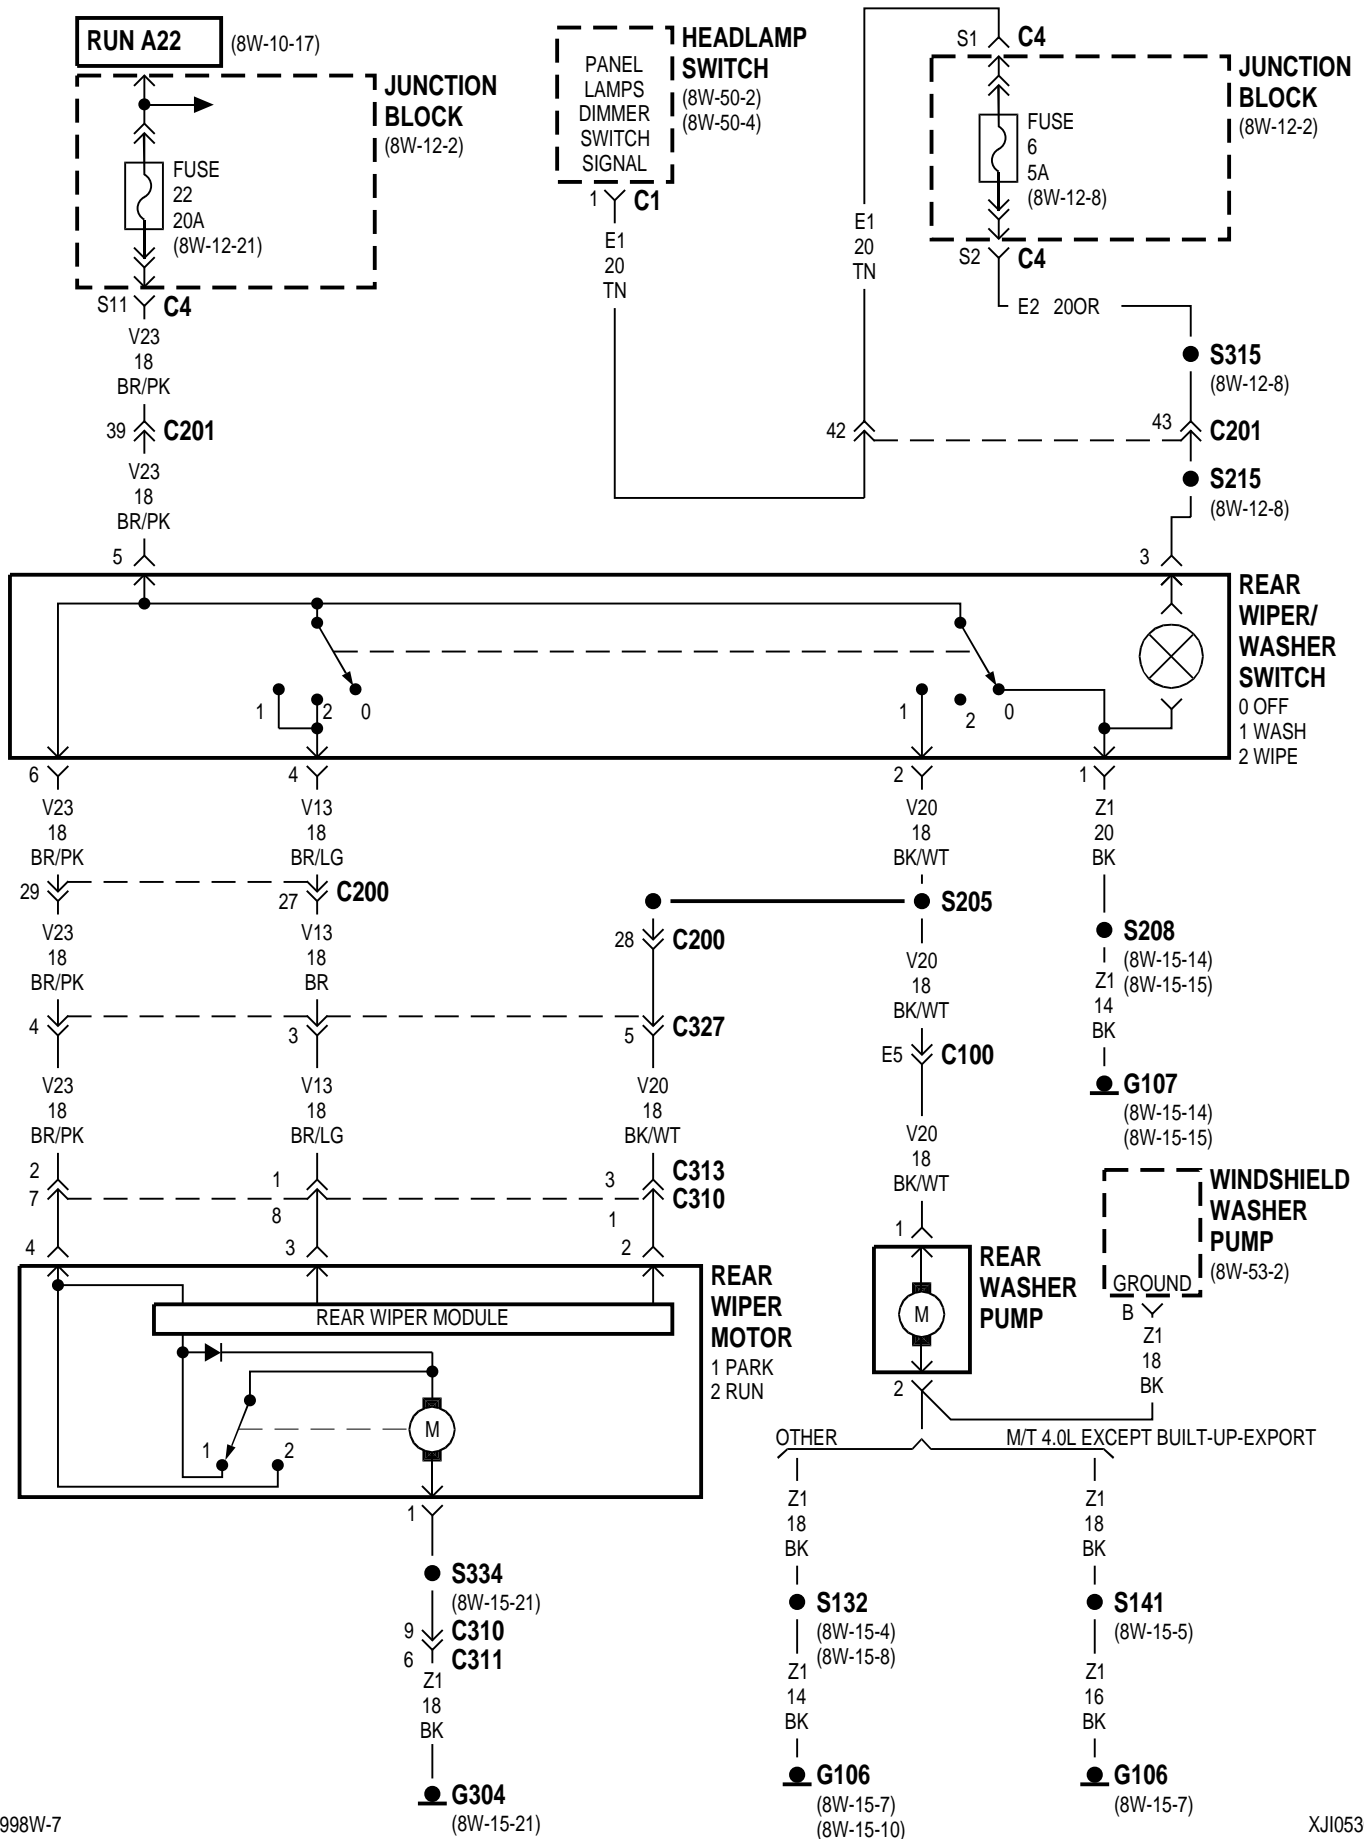 RUN A22
(8W-10-17)
JUNCTION
BLOCK
(8W-12-2)
FUSE
22
20A
(8W-12-21)
S11
C4
V23
18
BR/PK
39
C201
V23
18
BR/PK
5
HEADLAMP
SWITCH
(8W-50-2)
(8W-50-4)
PANEL
LAMPS
DIMMER
SWITCH
SIGNAL
1
C1
E1
20
TN
E1
20
TN
42
S1
C4
JUNCTION
BLOCK
(8W-12-2)
FUSE
6
5A
(8W-12-8)
S2
C4
E2 20OR
S315
(8W-12-8)
43
C201
S215
(8W-12-8)
3
REAR
WIPER/
WASHER
SWITCH
0 OFF
1 WASH
2 WIPE
1
2
0
1
2
0
6
V23
18
BR/PK
29
V23
18
BR/PK
4
V23
18
BR/PK
2
7
4
4
V13
18
BR/LG
27
C200
V13
18
BR
3
V13
18
BR/LG
1
8
3
28
C200
5
C327
V20
18
BK/WT
3
C313
C310
1
2
2
V20
18
BK/WT
S205
V20
18
BK/WT
E5
C100
V20
18
BK/WT
1
1
Z1
20
BK
S208
(8W-15-14)
(8W-15-15)
Z1
14
BK
G107
(8W-15-14)
(8W-15-15)
REAR
WIPER
MOTOR
1 PARK
2 RUN
REAR WIPER MODULE
M
1
2
1
S334
(8W-15-21)
9
C310
6
C311
Z1
18
BK
G304
(8W-15-21)
REAR
WASHER
PUMP
M
2
WINDSHIELD
WASHER
PUMP
(8W-53-2)
GROUND
B
Z1
18
BK
OTHER
M/T 4.0L EXCEPT BUILT-UP-EXPORT
Z1
18
BK
S132
(8W-15-4)
(8W-15-8)
Z1
14
BK
G106
(8W-15-7)
(8W-15-10)
Z1
18
BK
S141
(8W-15-5)
Z1
16
BK
G106
(8W-15-7)
998W-7
XJI053